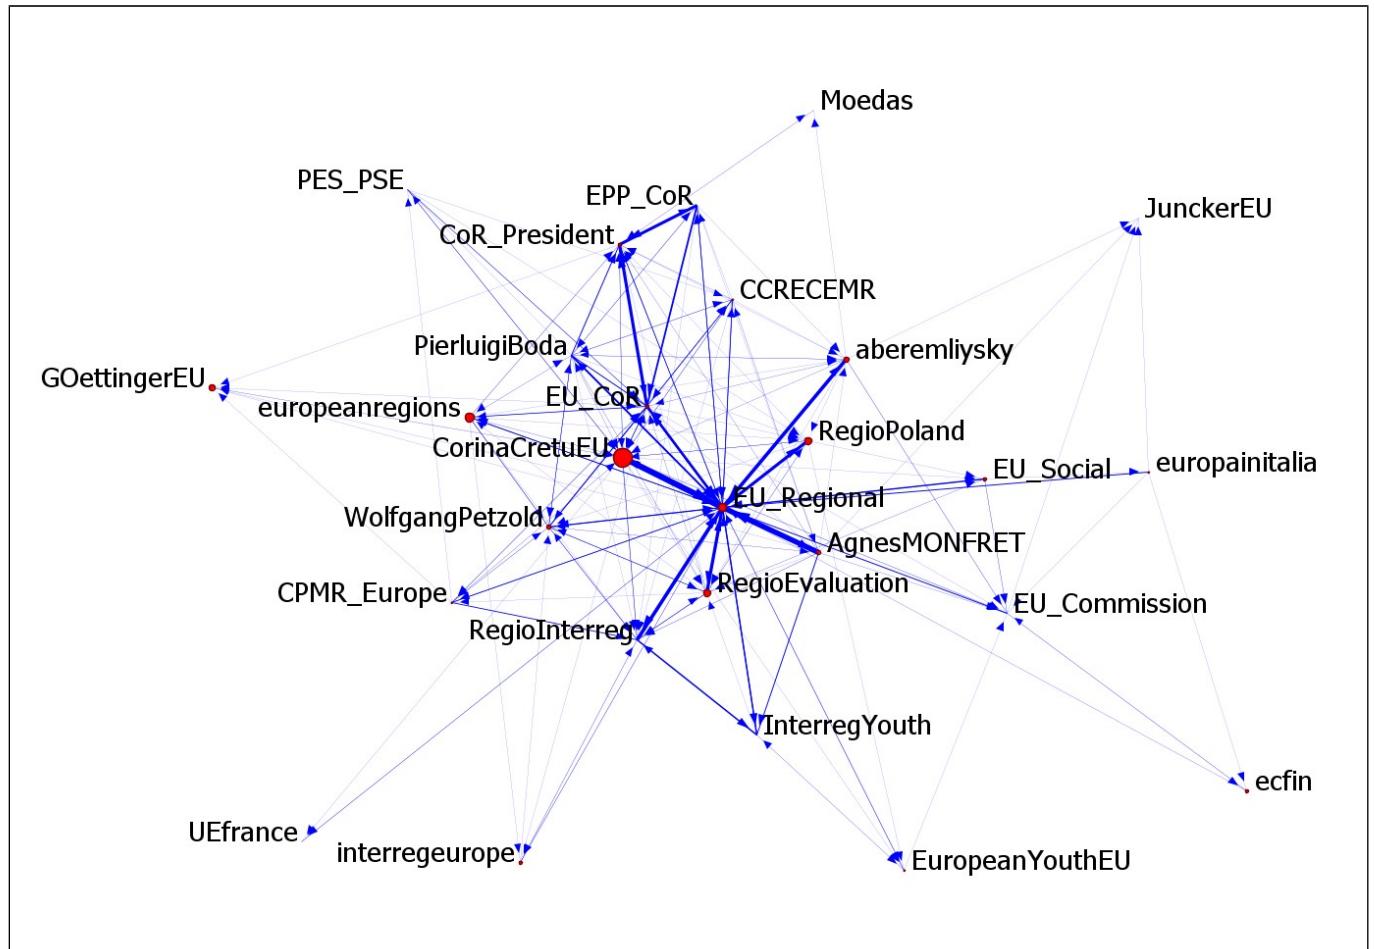 Moedas
PES_PSE
EPP_CoR
JunckerEU
CoR_President
CCRECEMR
PierluigiBoda
aberemliysky
GOettingerEU
EU_CoR
europeanregions
RegioPoland
CorinaCretuEU
EU_Social
europainitalia
EU_Regional
WolfgangPetzold
AgnesMONFRET
RegioEvaluation
CPMR_Europe
EU_Commission
RegioInterreg
InterregYouth
ecfin
UEfrance
interregeurope
EuropeanYouthEU